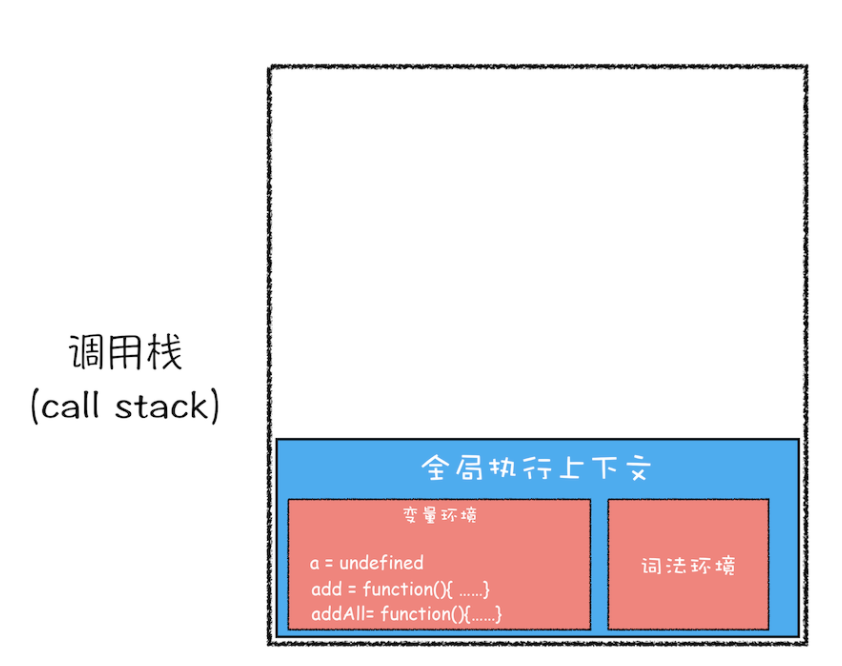 调用栈
(call stack)
全局执行上下文
变量环境
a = undefined
add = function(){ ......}
addAll= function(){......}
词法环境